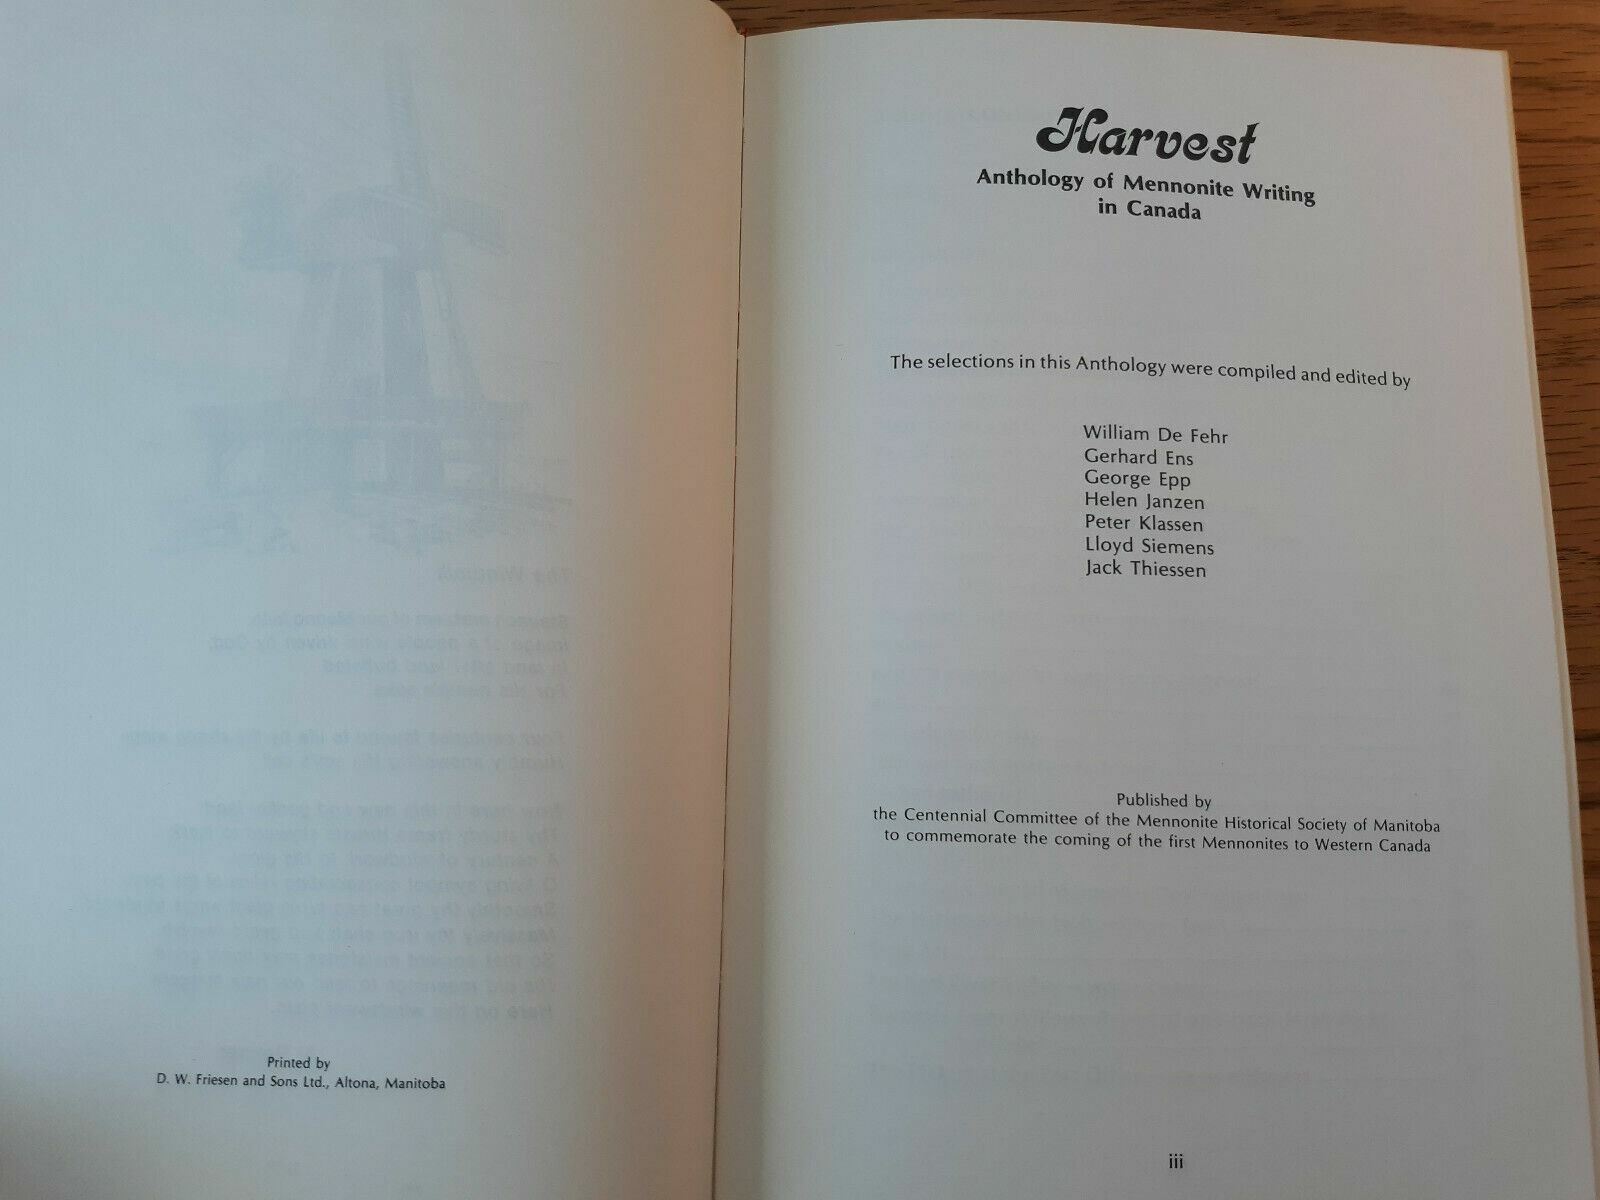 Printed by
D. W. Friesen and Sons Ltd., Altona, Manitoba
Harvest
Anthology of Mennonite Writing
in Canada
The selections in this Anthology were compiled and edited by
William De Fehr
Gerhard Ens
George Epp
Helen Janzen
Peter Klassen
Lloyd Siemens
Jack Thiessen
Published by
the Centennial Committee of the Mennonite Historical Society of Manitoba
to commemorate the coming of the first Mennonites to Western Canada
iii